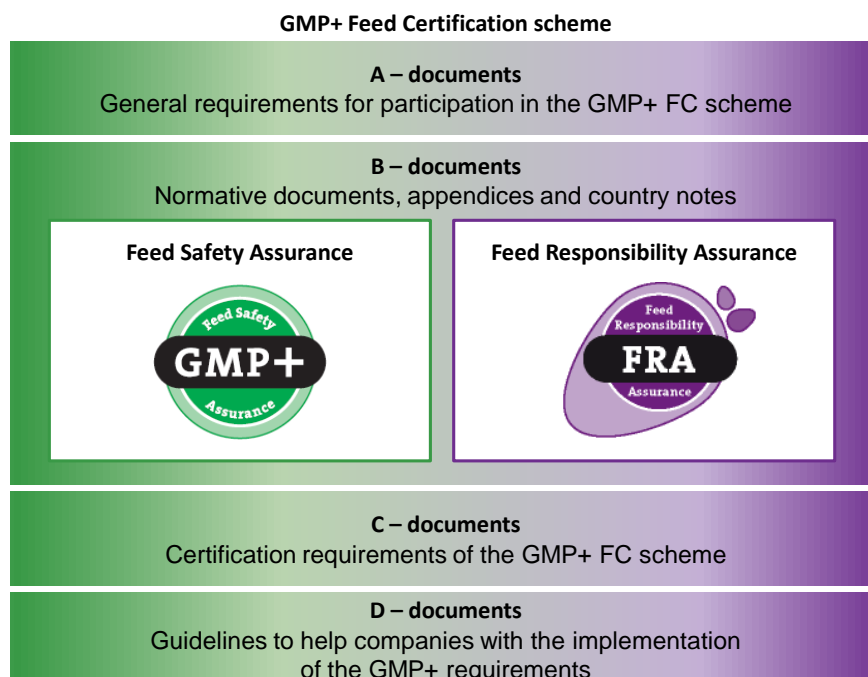 GMP+ Feed Certification scheme
A – documents
General requirements for participation in the GMP+ FC scheme
B – documents
Normative documents, appendices and country notes
Feed Safety Assurance
Feed Safety
GMP+
Assurance
Feed Responsibility Assurance
Feed
Responsibility
FRA
Assurance
C – documents
Certification requirements of the GMP+ FC scheme
D – documents
Guidelines to help companies with the implementation
of the GMP+ requirements